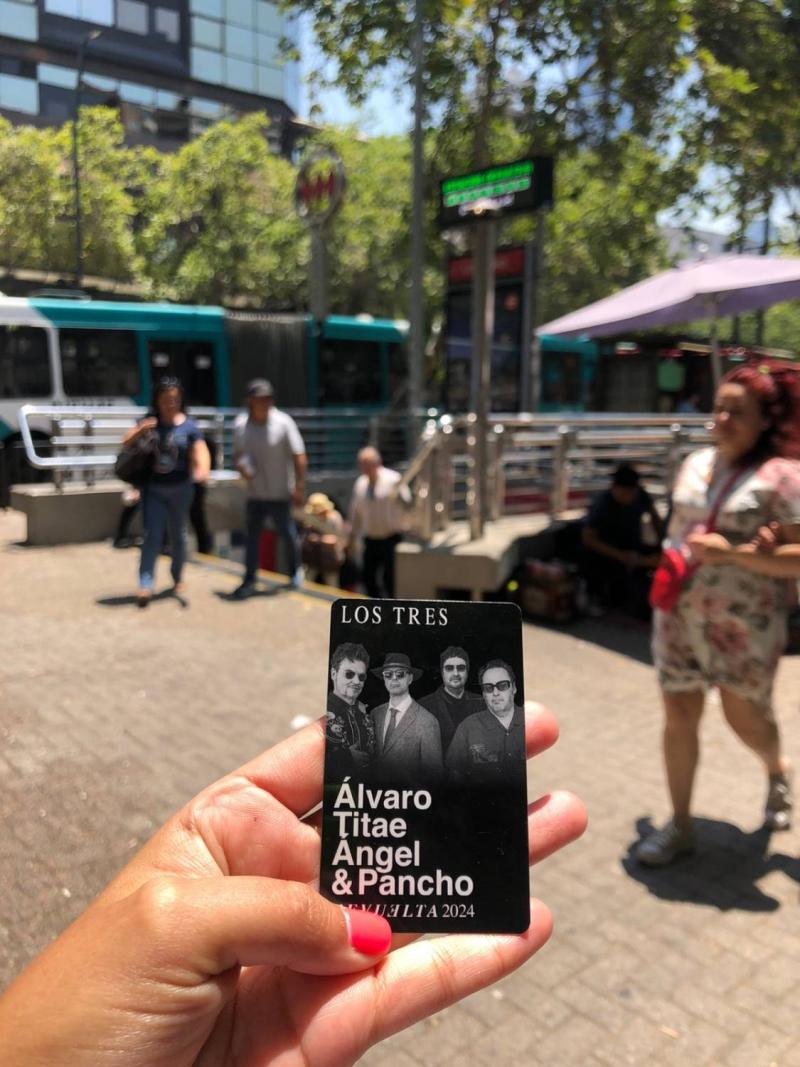 LOS TRES
Álvaro
Titae
Ángel
& Pancho
2024